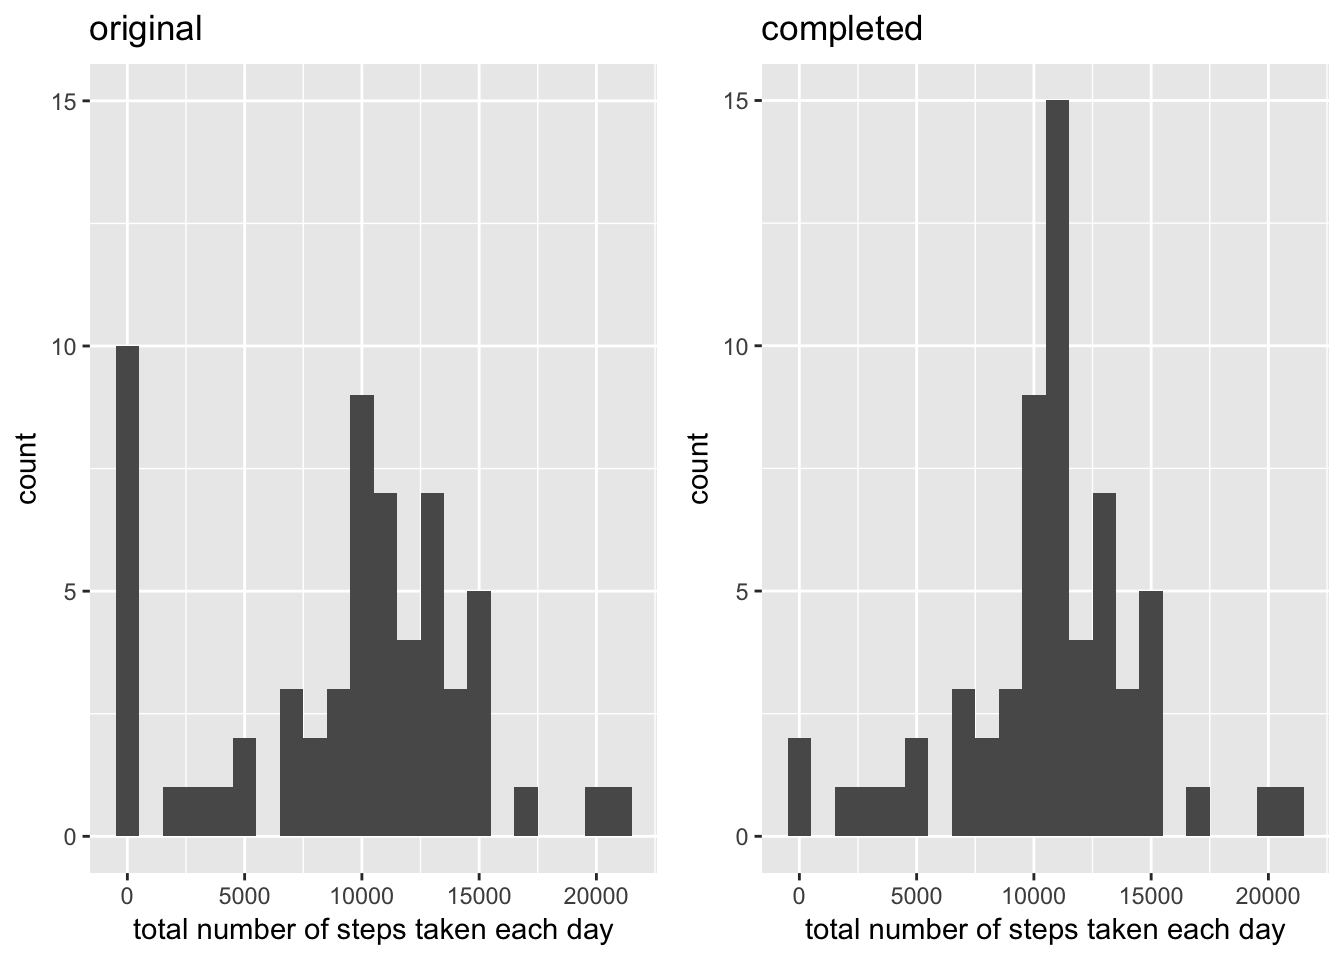 original
15
10
5
0
count
0 5000 10000 15000 20000
total number of steps taken each day
completed
15
10
5
0
count
0 5000 10000 15000 20000
total number of steps taken each day